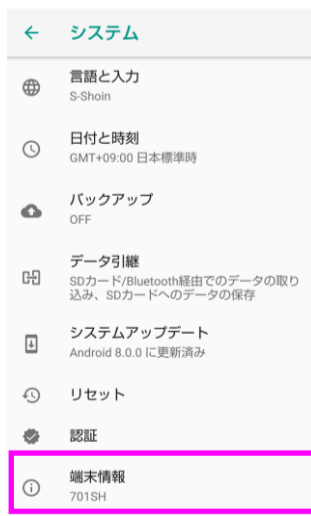 システム
言語と入力
S-Shoin
日付と時刻
GMT+09:00 日本標準時
バックアップ
OFF
データ引継
SDカード/Bluetooth経由でのデータの取り
込み、SDカードへのデータの保存
システムアップデート
Android 8.0.0 に更新済み
リセット
認証
端末情報
701SH